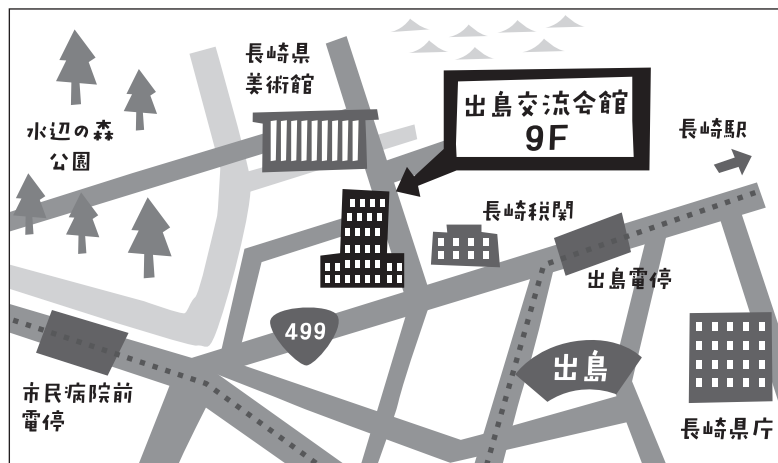 長崎県
美術館
出島交流会館
9F
長崎駅
水辺の森
公園
長崎税関
出島電停
499
出島
市民病院前
電停
長崎県庁